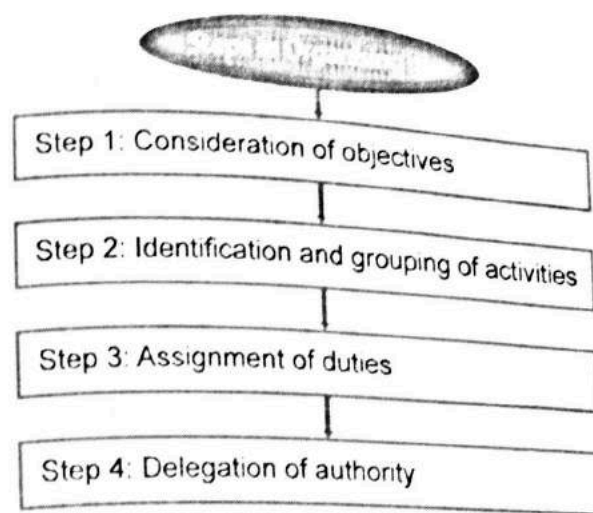 Step 1: Consideration of objectives
Step 2: Identification and grouping of activities
Step 3: Assignment of duties
Step 4: Delegation of authority